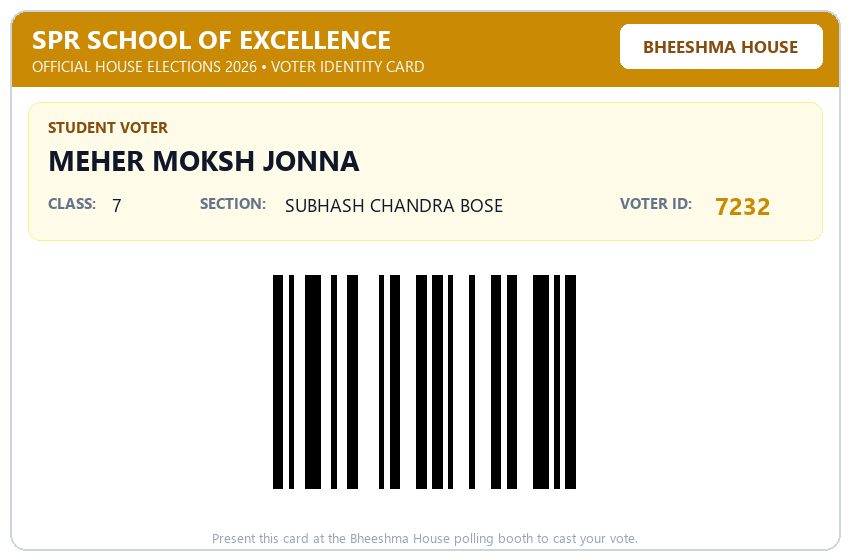 SPR SCHOOL OF EXCELLENCE
OFFICIAL HOUSE ELECTIONS 2026 • VOTER IDENTITY CARD
BHEESHMA HOUSE
STUDENT VOTER
MEHER MOKSH JONNA
CLASS: 7 SECTION: SUBHASH CHANDRA BOSE VOTER ID: 7232
Present this card at the Bheeshma House polling booth to cast your vote.